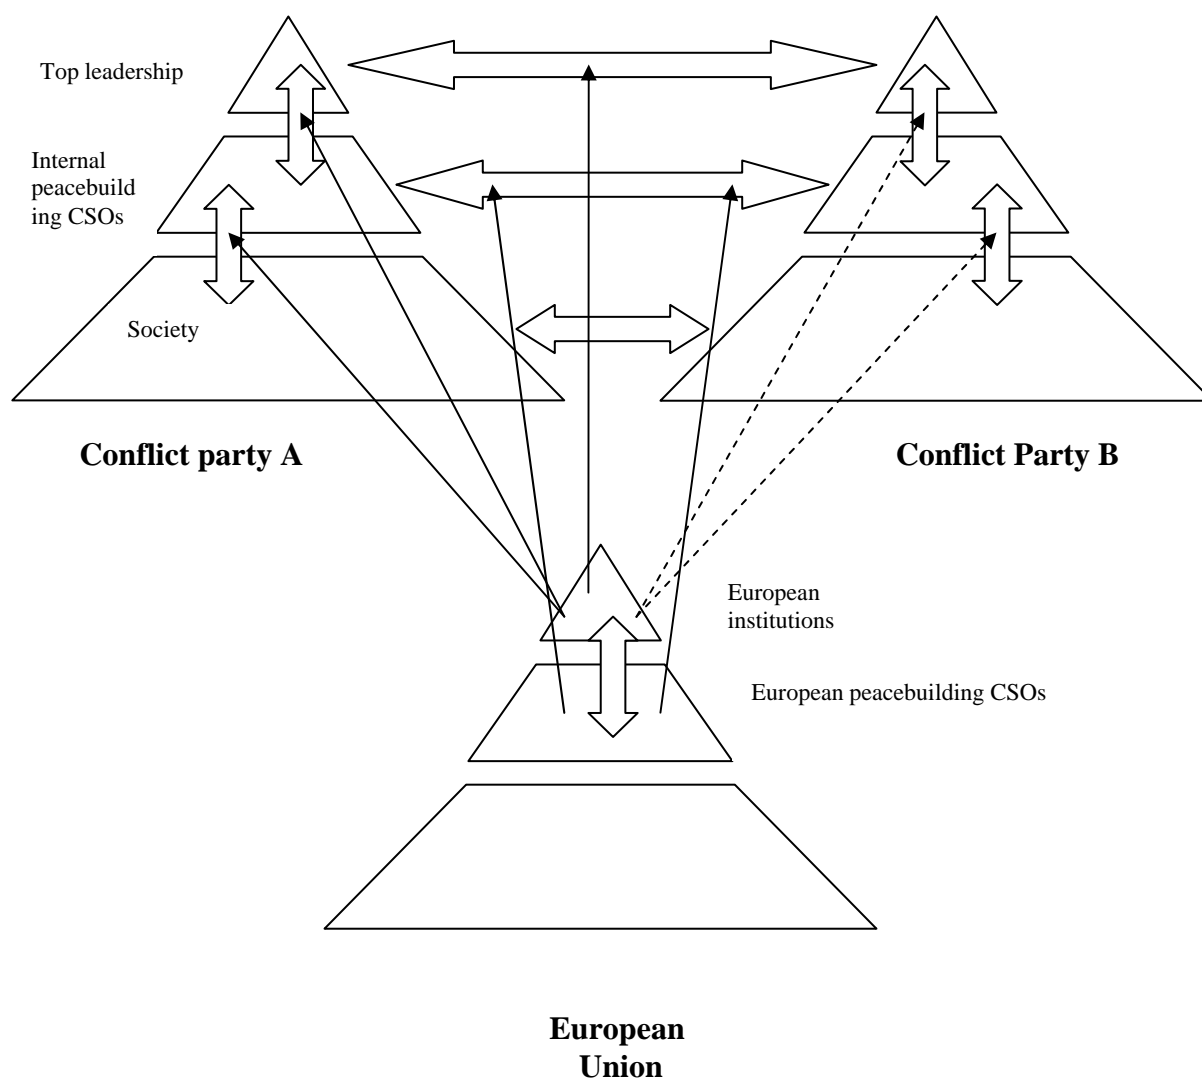 Top leadership
Internal
peacebuild
ing CSOs
Society
Conflict party A
Conflict Party B
European
institutions
European peacebuilding CSOs
European
Union